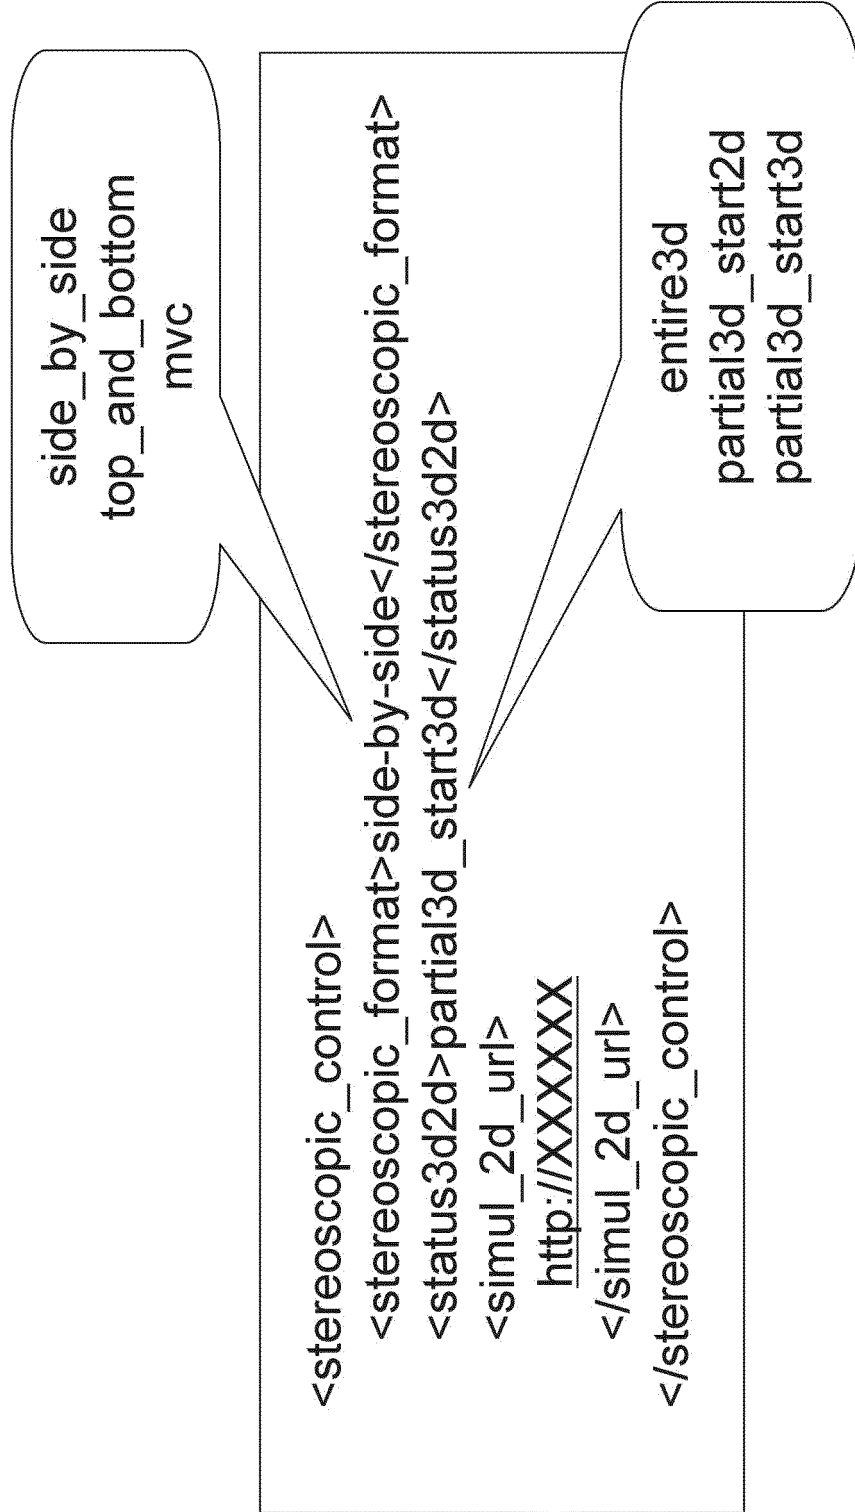 side_by_side
top_and_bottom
mvc
<stereoscopic_control>
<stereoscopic_format>side-by-side</stereoscopic_format>
<status3d2d>partial3d_start3d</status3d2d>
<simul_2d_url>
http://XXXXXX
</simul_2d_url>
</stereoscopic_control>
entire3d
partial3d_start2d
partial3d_start3d